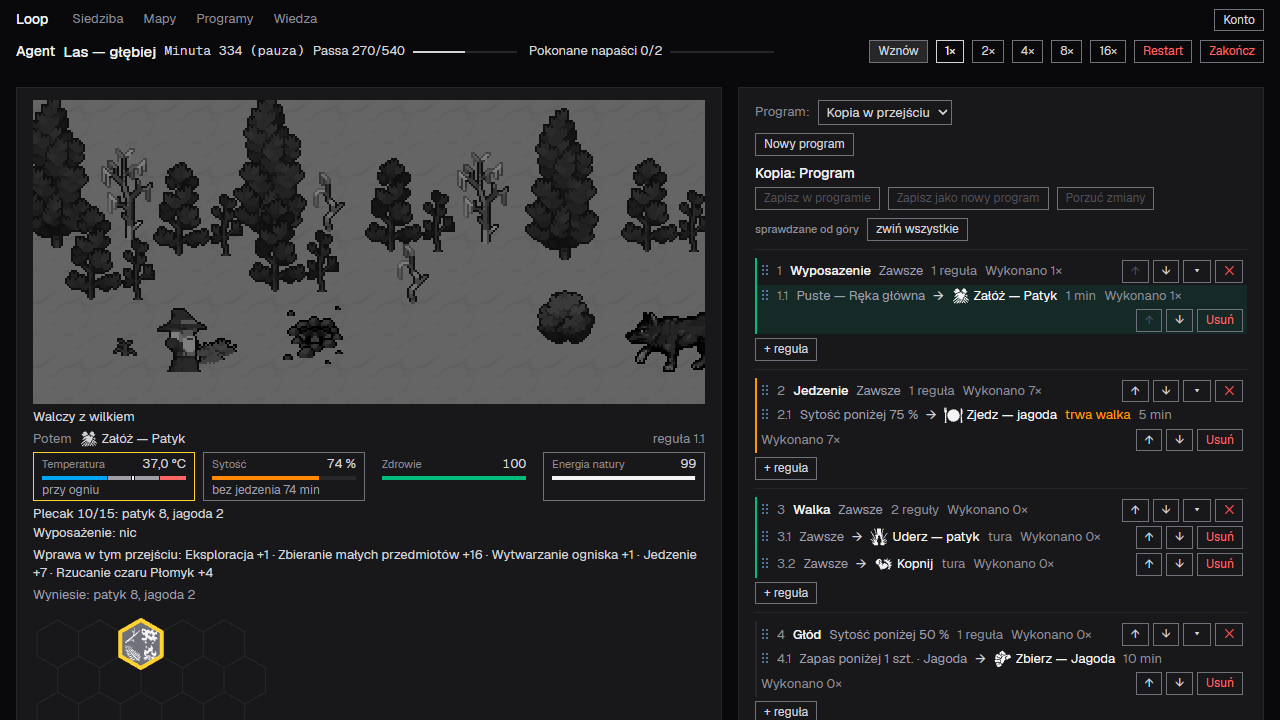 Loop Siedziba Mapy Programy Wiedza Konto
Agent Las — głębiej Minuta 334 (pauza) Passa 270/540 Pokonane napaści 0/2 Wznów 1× 2× 4× 8× 16× Restart Zakończ
Walczy z wilkiem
Potem Załóż — Patyk reguła 1.1
Temperatura 37,0 °C
przy ogniu
Sytość 74 %
bez jedzenia 74 min
Zdrowie 100
Energia natury 99
Plecak 10/15: patyk 8, jagoda 2
Wyposażenie: nic
Wprawa w tym przejściu: Eksploracja +1 · Zbieranie małych przedmiotów +16 · Wytwarzanie ogniska +1 · Jedzenie
+7 · Rzucanie czaru Płomyk +4
Wyniesie: patyk 8, jagoda 2
Program: Kopia w przejściu
Nowy program
Kopia: Program
Zapisz w programie Zapisz jako nowy program Porzuć zmiany
sprawdzane od góry zwiń wszystkie
1 Wyposazenie Zawsze 1 reguła Wykonano 1×
1.1 Puste — Ręka główna → Załóż — Patyk 1 min Wykonano 1×
Usuń
+ reguła
2 Jedzenie Zawsze 1 reguła Wykonano 7×
2.1 Sytość poniżej 75 % → Zjedz — jagoda trwa walka 5 min
Wykonano 7× Usuń
+ reguła
3 Walka Zawsze 2 reguły Wykonano 0×
3.1 Zawsze → Uderz — patyk tura Wykonano 0× Usuń
3.2 Zawsze → Kopnij tura Wykonano 0× Usuń
+ reguła
4 Głód Sytość poniżej 50 % 1 reguła Wykonano 0×
4.1 Zapas poniżej 1 szt. · Jagoda → Zbierz — Jagoda 10 min
Wykonano 0× Usuń
+ reguła